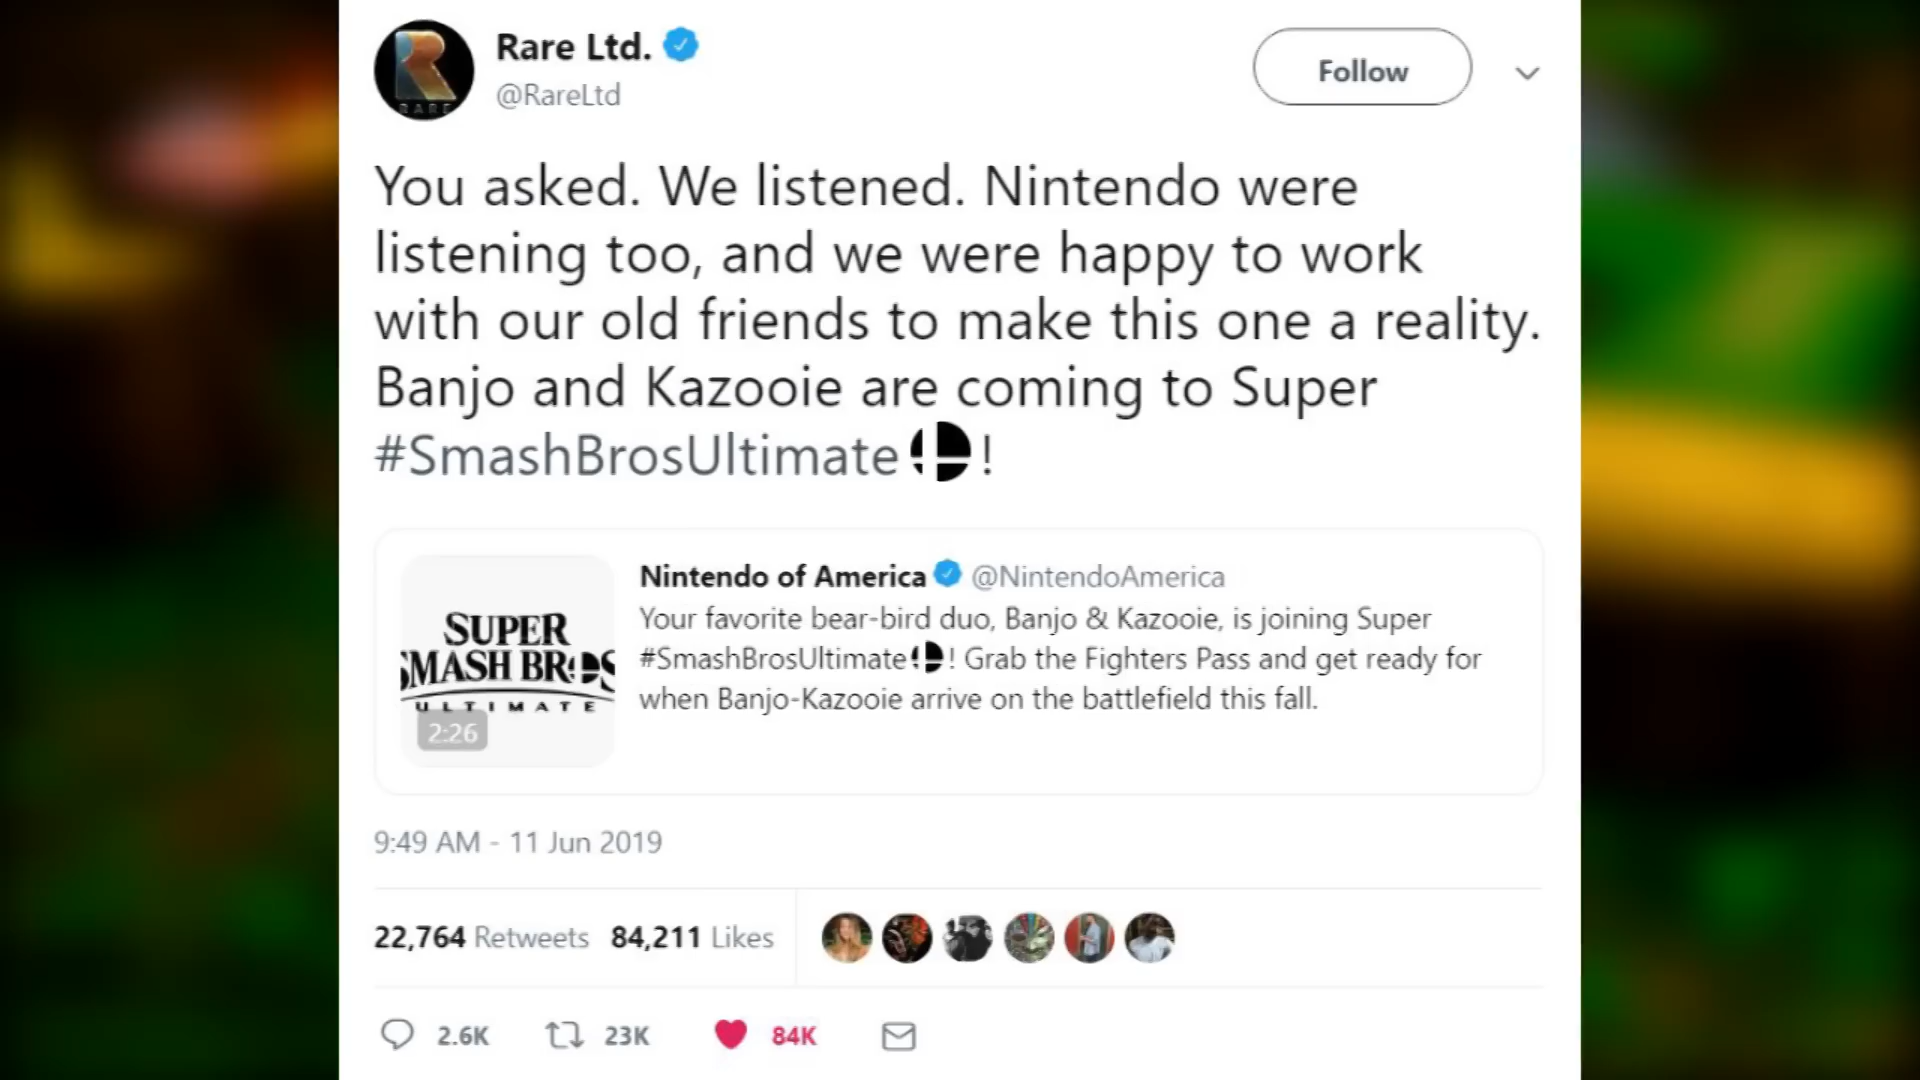 Rare Ltd.
@RareLtd
Follow
You asked. We listened. Nintendo were
listening too, and we were happy to work
with our old friends to make this one a reality.
Banjo and Kazooie are coming to Super
#SmashBrosUltimate !
Nintendo of America @NintendoAmerica
Your favorite bear-bird duo, Banjo & Kazooie, is joining Super
#SmashBrosUltimate ! Grab the Fighters Pass and get ready for
when Banjo-Kazooie arrive on the battlefield this fall.
SUPER
SMASH BROS
ULTIMATE
2:26
9:49 AM - 11 Jun 2019
22,764 Retweets 84,211 Likes
2.6K 23K 84K
RARE